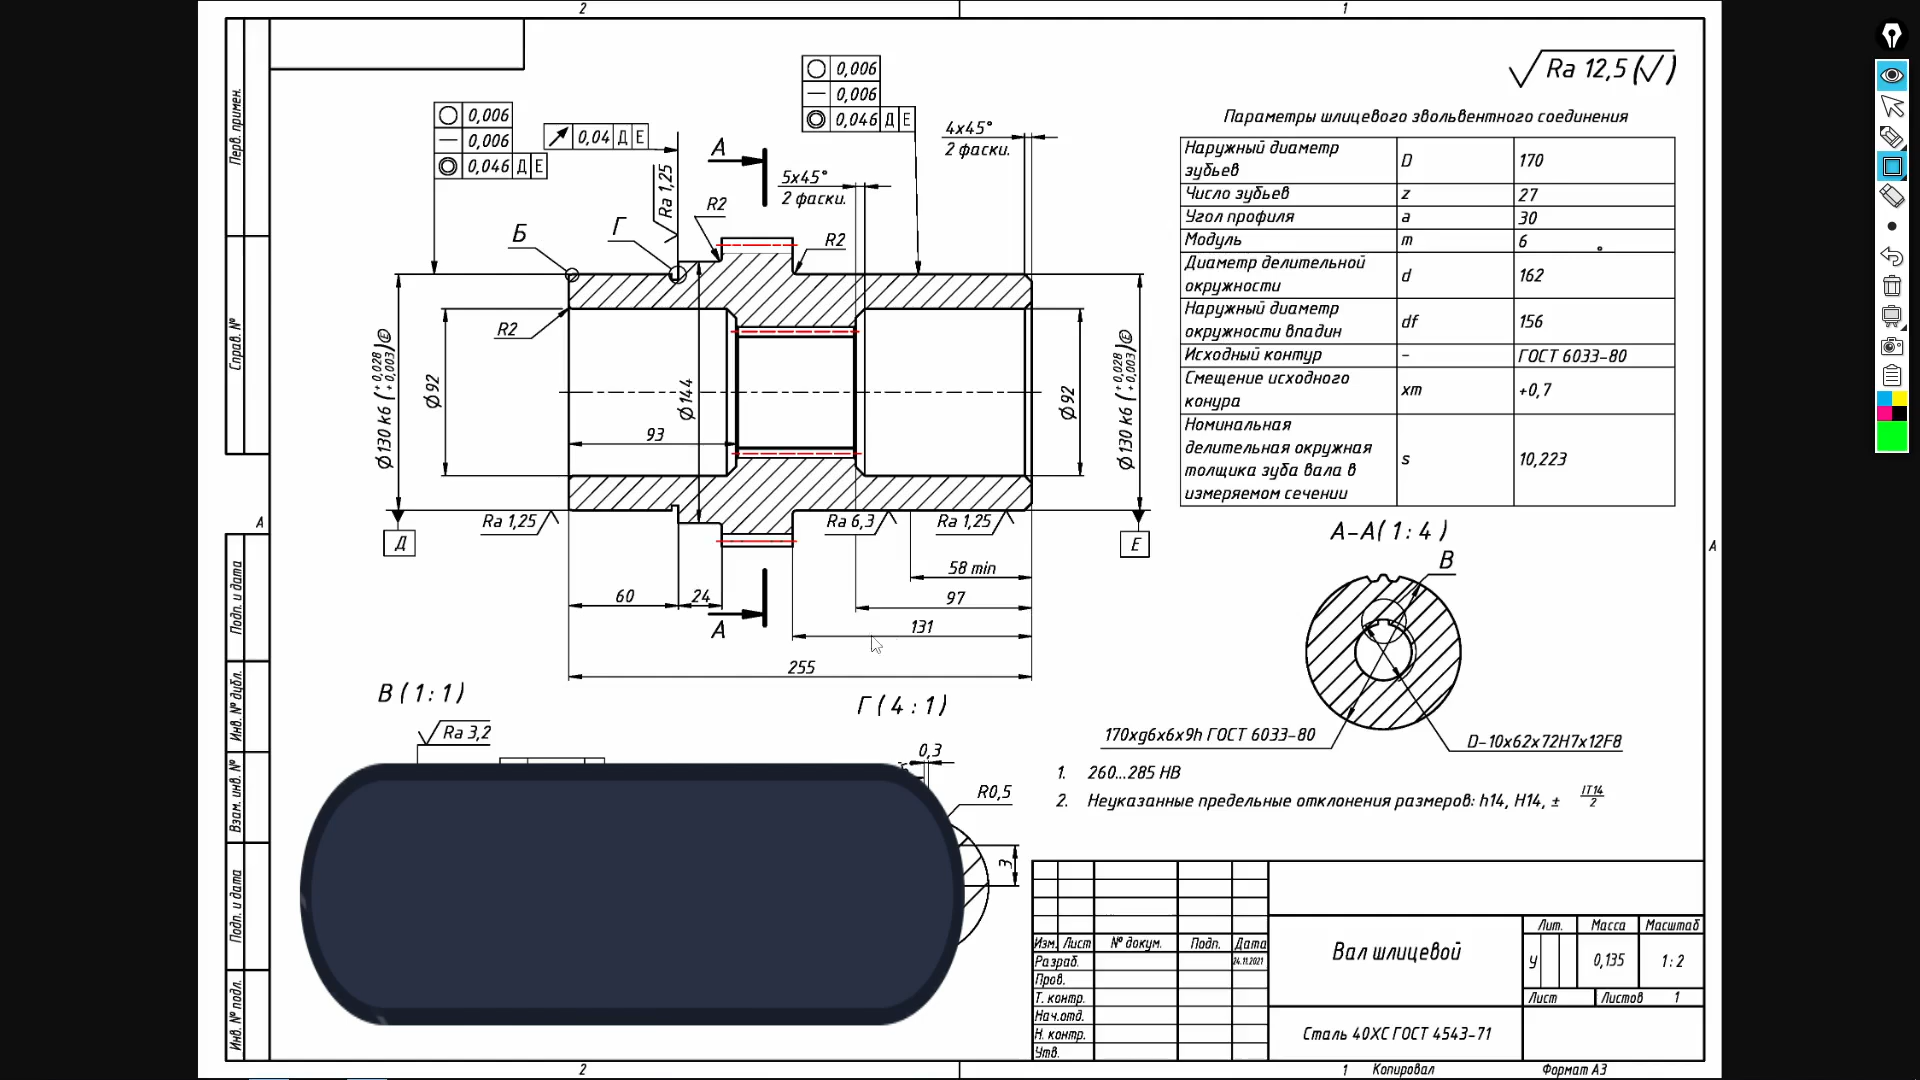 2
1
Перв. примен.
Справ. №
Подп. и дата
Инв. № дубл.
Взам. инв. №
Подп. и дата
Инв. № подл.
А
А
Ra 12,5 (√)
0,006
0,006
0,046 Д Е
0,04 Д Е
0,006
0,006
0,046 Д Е
А
4x45°
2 фаски.
5x45°
2 фаски.
Ra 1,25
R2
R2
Б
Г
R2
Ø130 k6 (+0,028 +0,003) Ⓔ
Ø92
Ø144
93
Ø92
Ø130 k6 (+0,028 +0,003) Ⓔ
Ra 1,25
Ra 6,3
Ra 1,25
Д
Е
58 min
97
60
24
131
А
255
Параметры шлицевого эвольвентного соединения
Наружный диаметр зубьев D 170
Число зубьев z 27
Угол профиля a 30
Модуль m 6
Диаметр делительной окружности d 162
Наружный диаметр окружности впадин df 156
Исходный контур - ГОСТ 6033-80
Смещение исходного конура xm +0,7
Номинальная делительная окружная толщика зуба вала в измеряемом сечении s 10,223
А-А ( 1 : 4 )
В
170xg6x6x9h ГОСТ 6033-80
D-10x62x72H7x12F8
В ( 1 : 1 )
Ra 3,2
Г ( 4 : 1 )
0,3
R0,5
3
1. 260...285 HB
2. Неуказанные предельные отклонения размеров: h14, H14, ± IT14/2
Изм. Лист № докум. Подп. Дата
Разраб. 24.11.2021
Пров.
Т. контр.
Нач.отд.
Н. контр.
Утв.
Вал шлицевой
Сталь 40ХС ГОСТ 4543-71
Лит. Масса Масштаб
У 0,135 1:2
Лист Листов 1
2
1 Копировал Формат А3